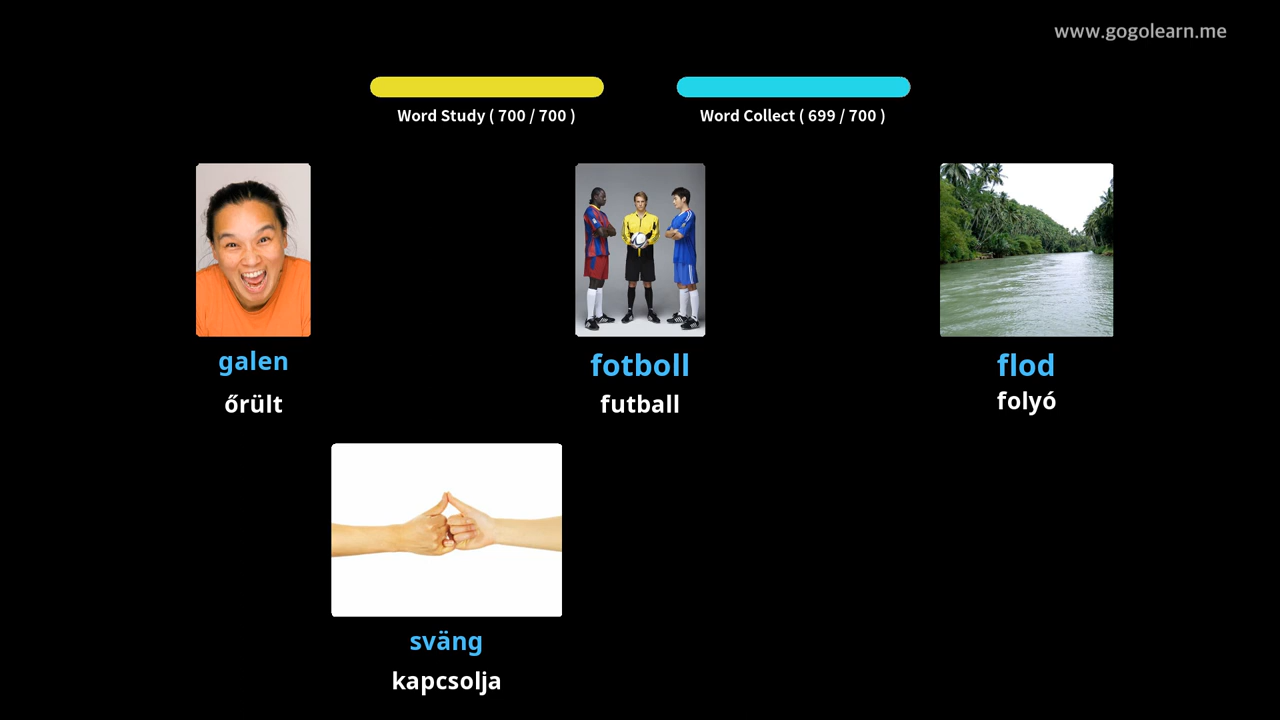 www.gogolearn.me
Word Study ( 700 / 700 )
Word Collect ( 699 / 700 )
galen
őrült
fotboll
futball
flod
folyó
sväng
kapcsolja